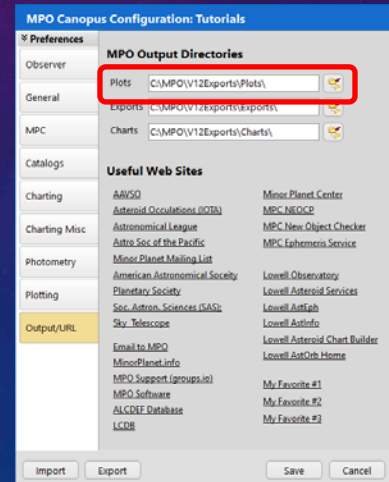 MPO Canopus Configuration: Tutorials
Preferences
Observer
General
MPC
Catalogs
Charting
Charting Misc
Photometry
Plotting
Output/URL
MPO Output Directories
Plots C:\MPO\V12Exports\Plots\
Exports C:\MPO\V12Exports\Exports\
Charts C:\MPO\V12Exports\Charts\
Useful Web Sites
AAVSO
Asteroid Occulations (IOTA)
Astronomical League
Astro Soc of the Pacific
Minor Planet Mailing List
American Astronomical Soceity
Planetary Society
Soc. Astron. Sciences (SAS):
Sky Telescope
Email to MPO
MinorPlanet.info
MPO Support (groups.io)
MPO Software
ALCDEF Database
LCDB
Minor Planet Center
MPC NEOCP
MPC New Object Checker
MPC Ephemeris Service
Lowell Observatory
Lowell Asteroid Services
Lowell AstEph
Lowell AstInfo
Lowell Asteroid Chart Builder
Lowell AstOrb Home
My Favorite #1
My Favorite #2
My Favorite #3
Import Export Save Cancel